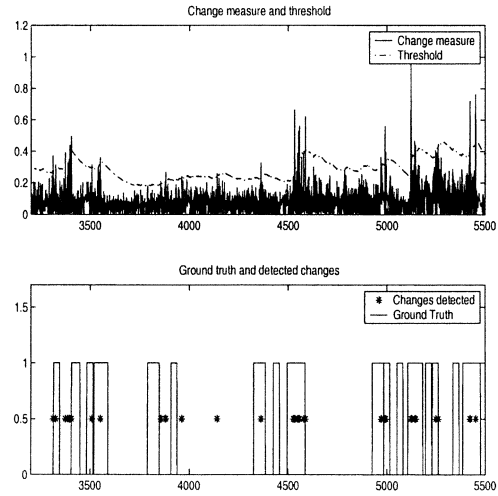 Change measure and threshold
1.2
1
0.8
0.6
0.4
0.2
0
Change measure
Threshold
3500 4000 4500 5000 5500
Ground truth and detected changes
1.5
1
0.5
0
Changes detected
Ground Truth
3500 4000 4500 5000 5500